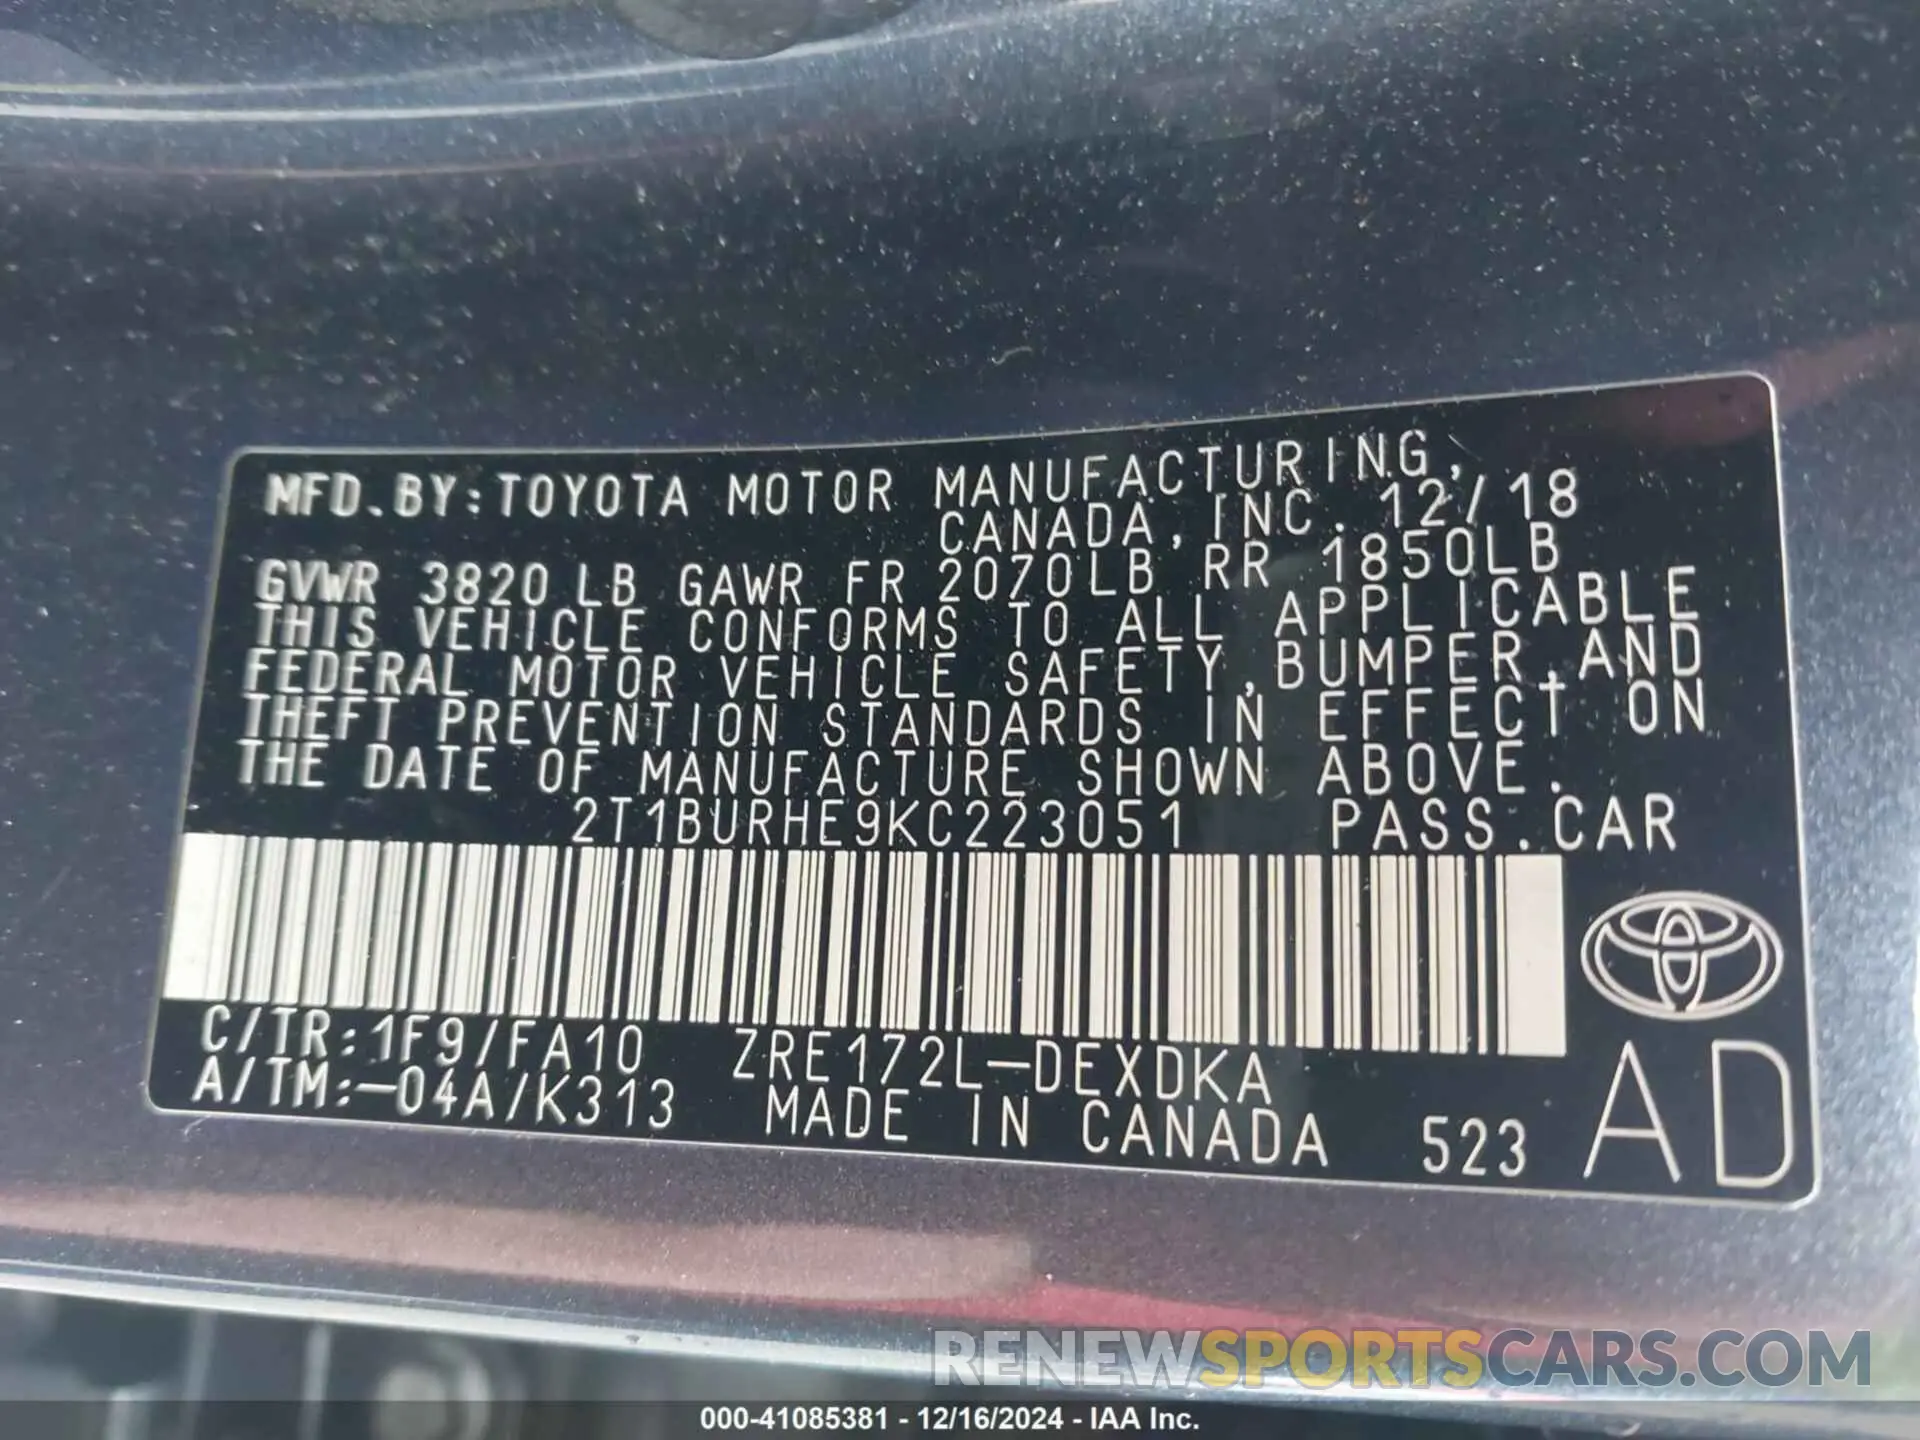 MFD.BY:TOYOTA MOTOR MANUFACTURING,
CANADA, INC. 12/18
GVWR 3820 LB GAWR FR 2070LB RR 1850LB
THIS VEHICLE CONFORMS TO ALL APPLICABLE
FEDERAL MOTOR VEHICLE SAFETY,BUMPER,AND
THEFT PREVENTION STANDARDS IN EFFECT ON
THE DATE OF MANUFACTURE SHOWN ABOVE.
2T1BURHE9KC223051 PASS.CAR
C/TR:1F9/FA10 ZRE172L-DEXDKA
A/TM:-04A/K313 MADE IN CANADA 523 AD
RENEWSPORTSCARS.COM
000-41085381 - 12/16/2024 - IAA Inc.